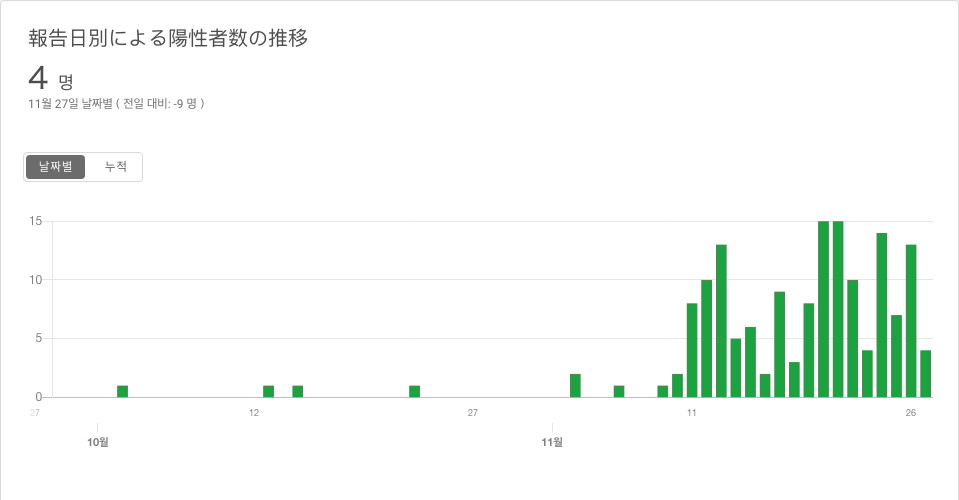 報告日別による陽性者数の推移
4 명
11월 27일 날짜별 ( 전일 대비: -9 명 )
날짜별 누적
15
10
5
0
27 12 27 11 26
10월 11월